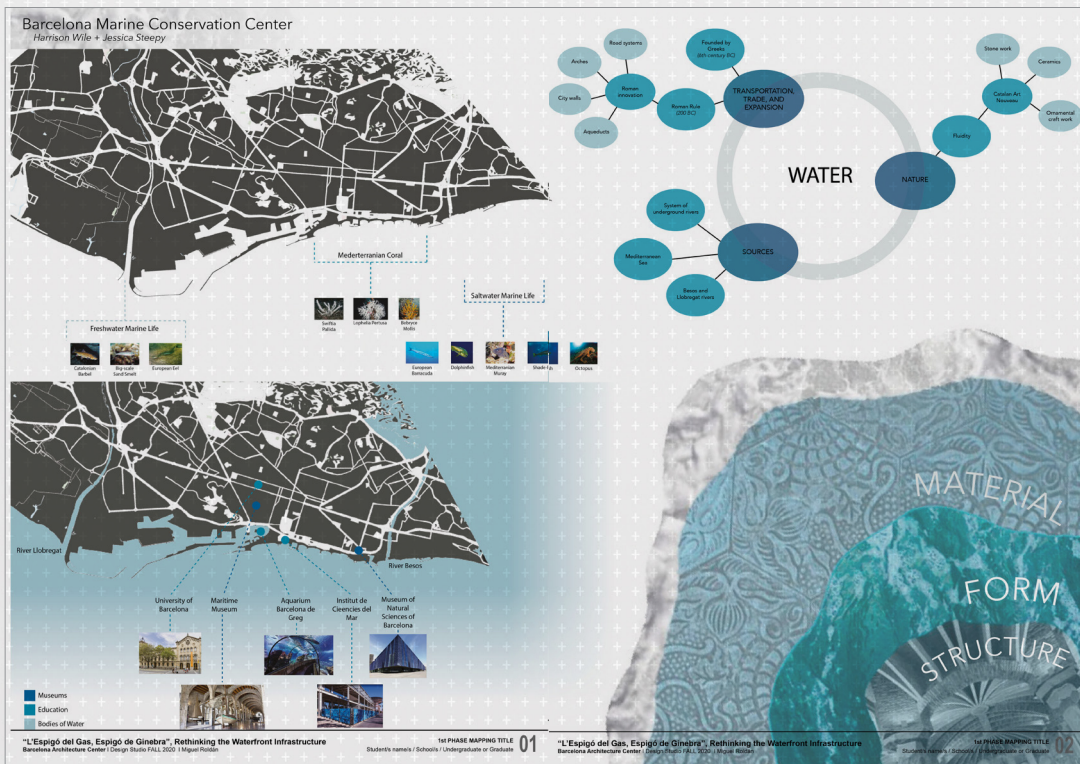 Barcelona Marine Conservation Center
Harrison Wile + Jessica Steepy
Mederterranian Coral
Saltwater Marine Life
Freshwater Marine Life
Lophelia Pertusa
Bebryce
Mollis
Catalonian
Barbel
Big-scale
Sand Smelt
European Eel
European
Baracuda
Dolphinfish
Mediterranean
Moray
Octopus
River Llobregat
River Besos
University of
Barcelona
Maritime
Museum
Aquarium
Barcelona de
Greg
Institut de
Cieencies del
Mar
Museum of
Natural
Sciences of
Barcelona
Museums
Education
Bodies of Water
"L'Espigó del Gas, Espigó de Ginebra", Rethinking the Waterfront Infrastructure
Barcelona Architecture Center | Design Studio FALL 2020 | Miguel Roldán
1st PHASE MAPPING TITLE
Student's name/s / School/s / Undergraduate or Graduate
01
Road systems
Arches
City walls
Aqueducts
Roman
innovation
Roman Rule
(200 BC)
Founded by
Greeks
(6th century BC)
TRANSPORTATION,
TRADE, AND
EXPANSION
WATER
NATURE
Fluidity
Catalan Art
Nouveau
Stone work
Ceramics
Ornamental
craft work
SOURCES
System of
underground rivers
Mediterranean
Sea
Besos and
Llobregat rivers
MATERIAL
FORM
STRUCTURE
"L'Espigó del Gas, Espigó de Ginebra", Rethinking the Waterfront Infrastructure
Barcelona Architecture Center | Design Studio FALL 2020 | Miguel Roldán
1st PHASE MAPPING TITLE
Student's name/s / School/s / Undergraduate or Graduate
02